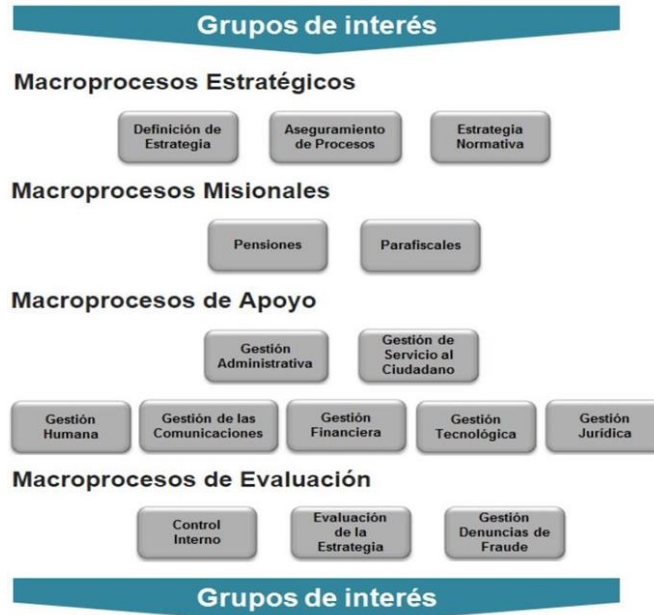 Grupos de interés
Macroprocesos Estratégicos
Definición de
Estrategia
Aseguramiento
de Procesos
Estrategia
Normativa
Macroprocesos Misionales
Pensiones
Parafiscales
Macroprocesos de Apoyo
Gestión
Administrativa
Gestión de
Servicio al
Ciudadano
Gestión
Humana
Gestión de las
Comunicaciones
Gestión
Financiera
Gestión
Tecnológica
Gestión
Jurídica
Macroprocesos de Evaluación
Control
Interno
Evaluación
de la
Estrategia
Gestión
Denuncias de
Fraude
Grupos de interés